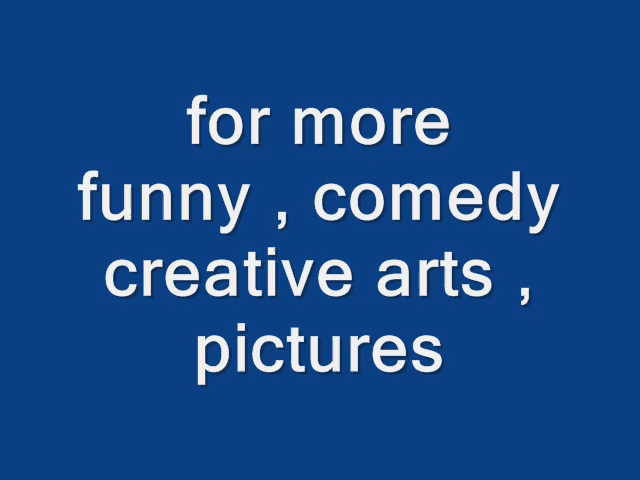 for more
funny , comedy
creative arts ,
pictures